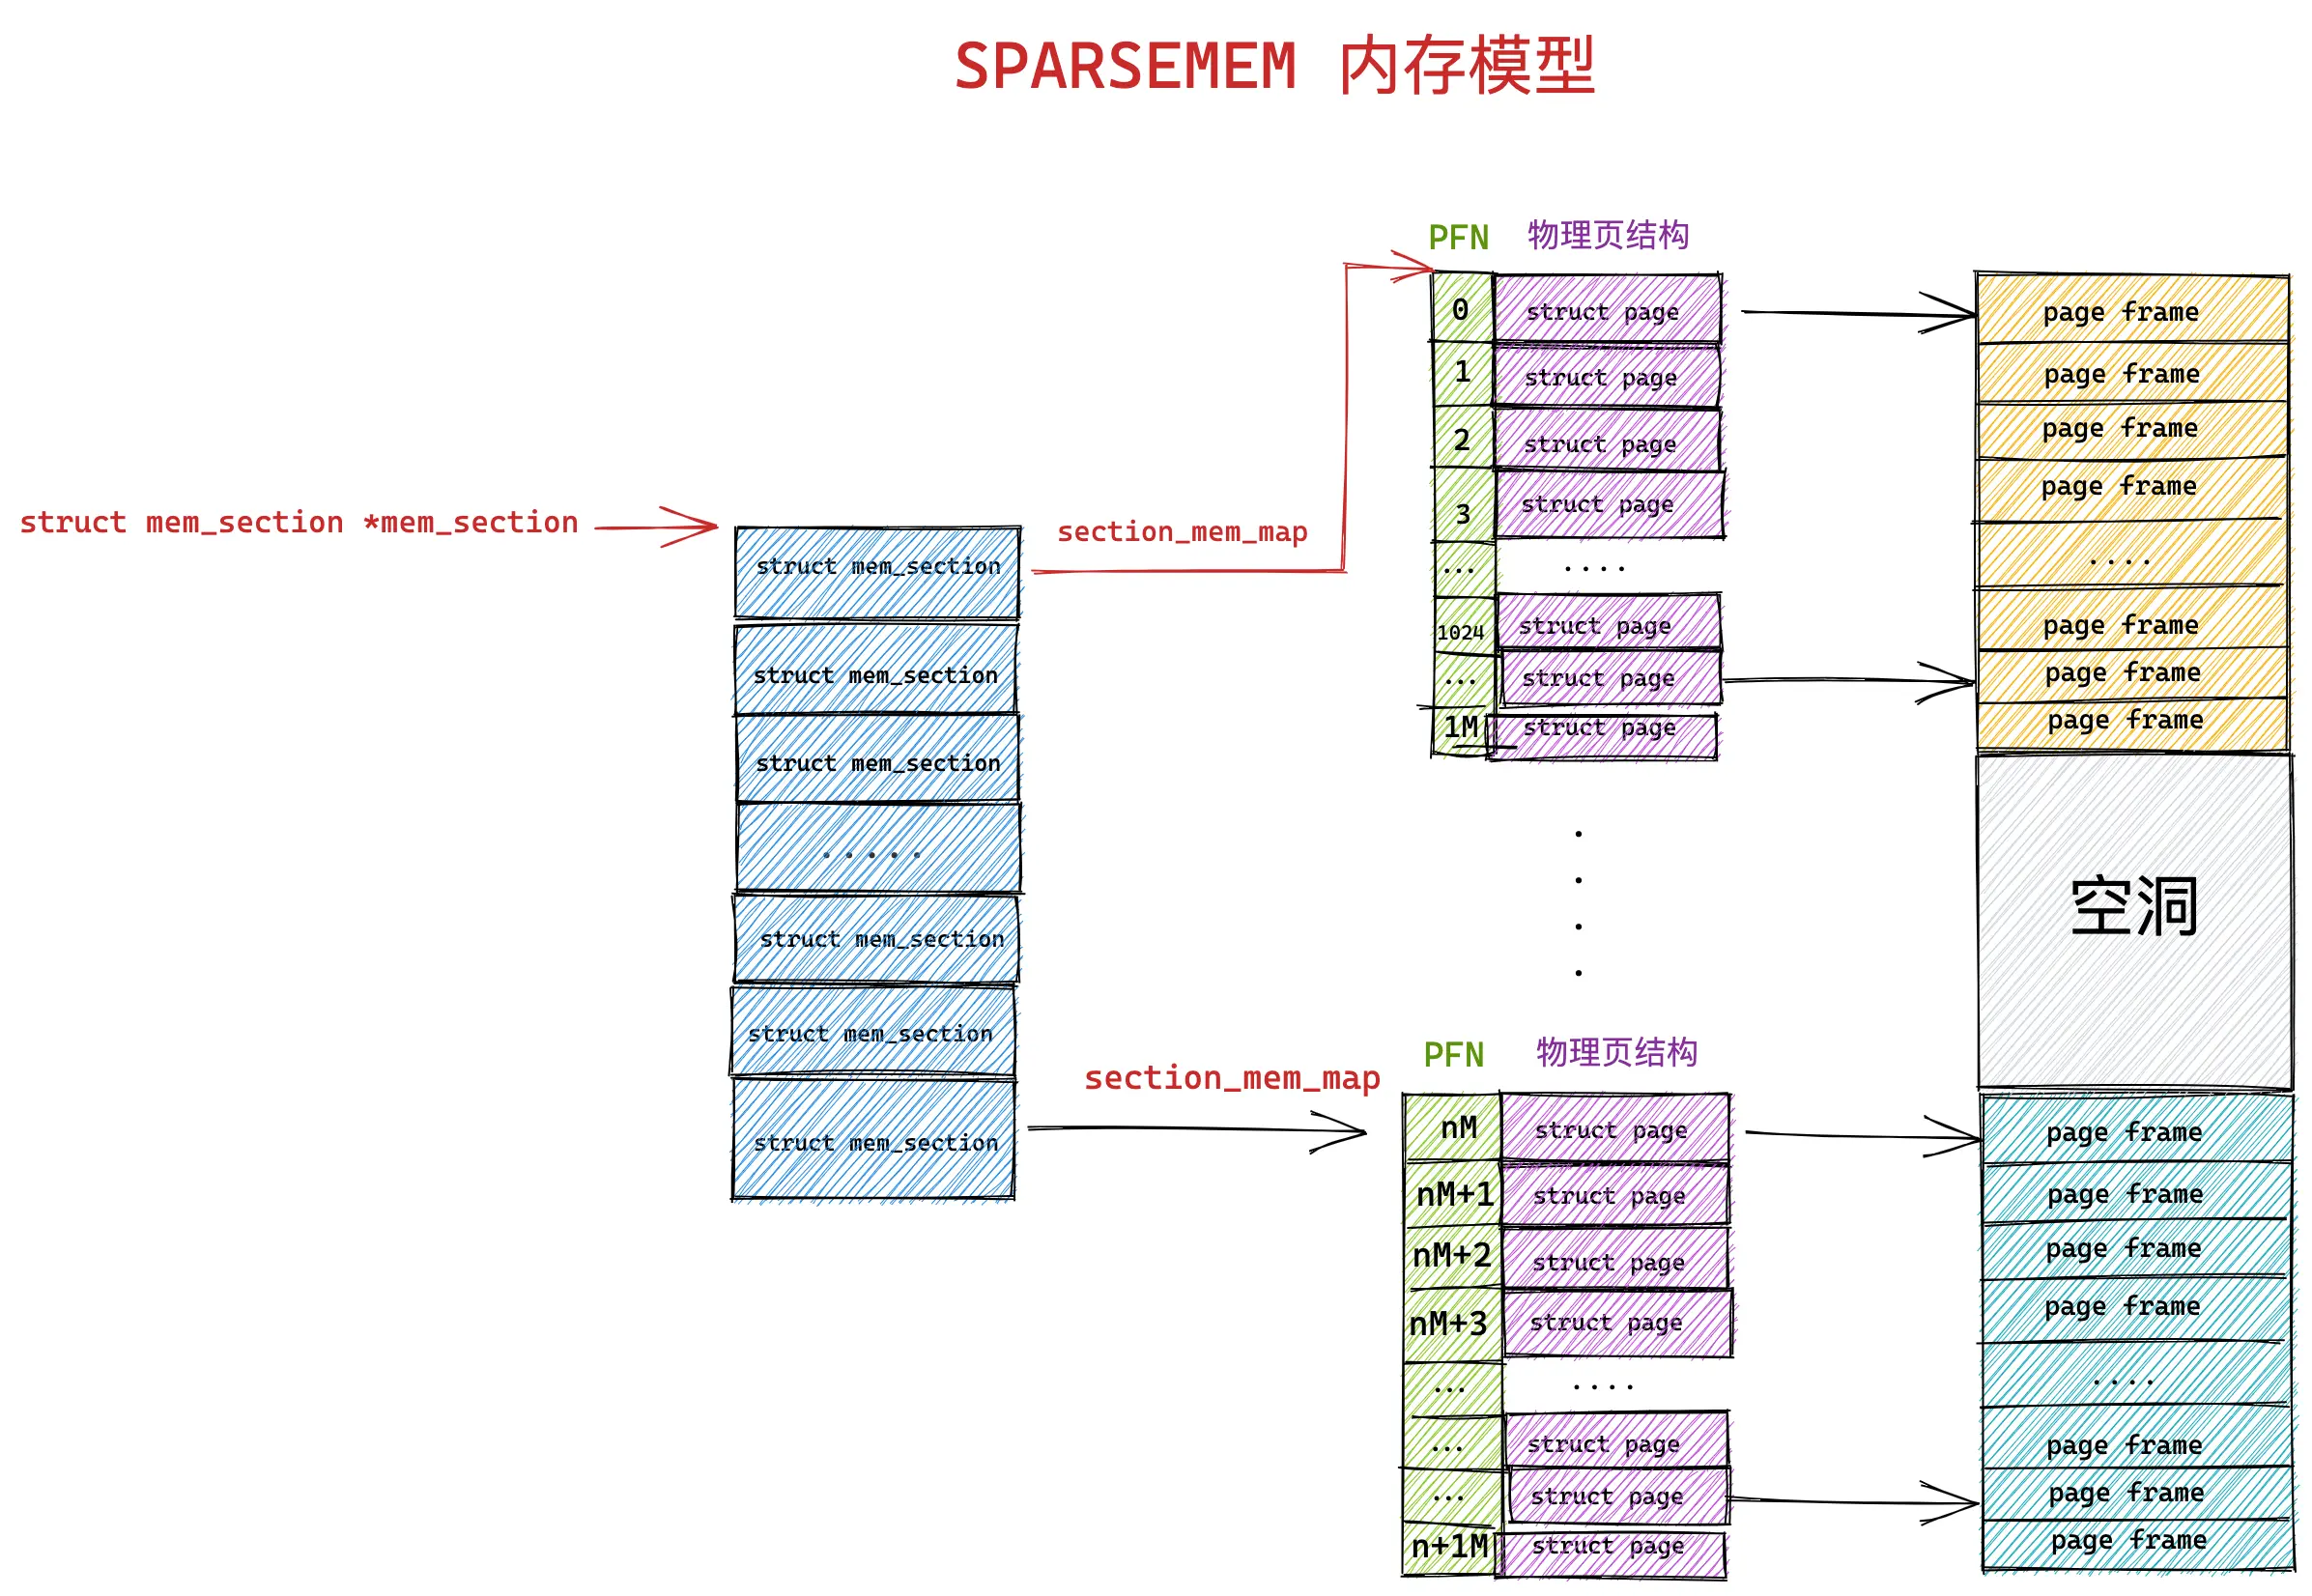 SPARSEMEM 内存模型
struct mem_section *mem_section
struct mem_section
struct mem_section
struct mem_section
.....
struct mem_section
struct mem_section
struct mem_section
section_mem_map
PFN 物理页结构
0 struct page
1 struct page
2 struct page
3 struct page
... ....
1024 struct page
... struct page
1M struct page
section_mem_map
PFN 物理页结构
nM struct page
nM+1 struct page
nM+2 struct page
nM+3 struct page
... ....
... struct page
... struct page
n+1M struct page
page frame
page frame
page frame
page frame
....
page frame
page frame
page frame
空洞
page frame
page frame
page frame
page frame
....
page frame
page frame
page frame